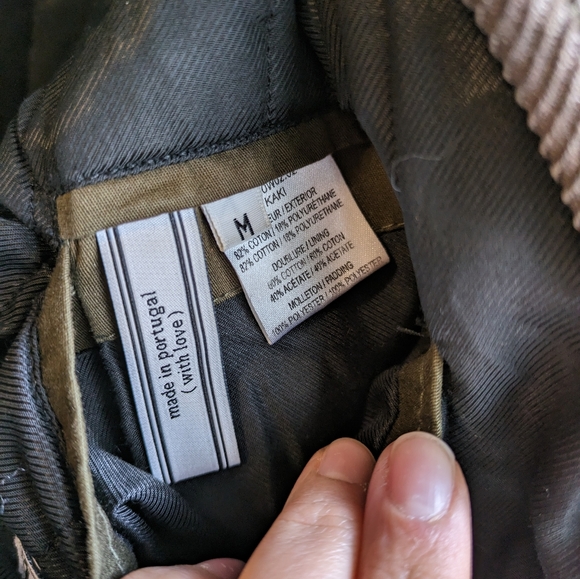 made in portugal
(with love)
M
KAKI
EUR / EXTERIOR
82% COTON / 18% POLYURÉTHANE
82% COTTON / 18% POLYURETHANE
DOUBLURE / LINING
60% COTON / 60% COTTON
40% ACÉTATE / 40% ACETATE
MOLLETON / PADDING
100% POLYESTER / 100% POLYESTER